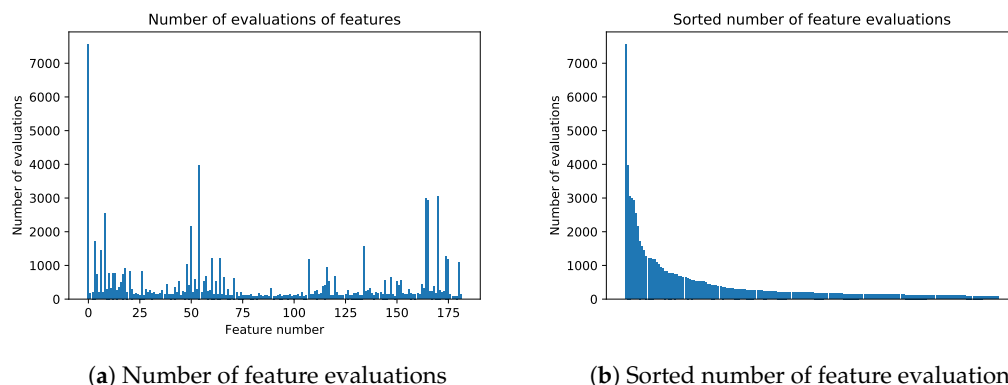 Number of evaluations of features
Number of evaluations
7000
6000
5000
4000
3000
2000
1000
0
0 25 50 75 100 125 150 175
Feature number
(a) Number of feature evaluations
Sorted number of feature evaluations
Number of evaluations
7000
6000
5000
4000
3000
2000
1000
0
(b) Sorted number of feature evaluation